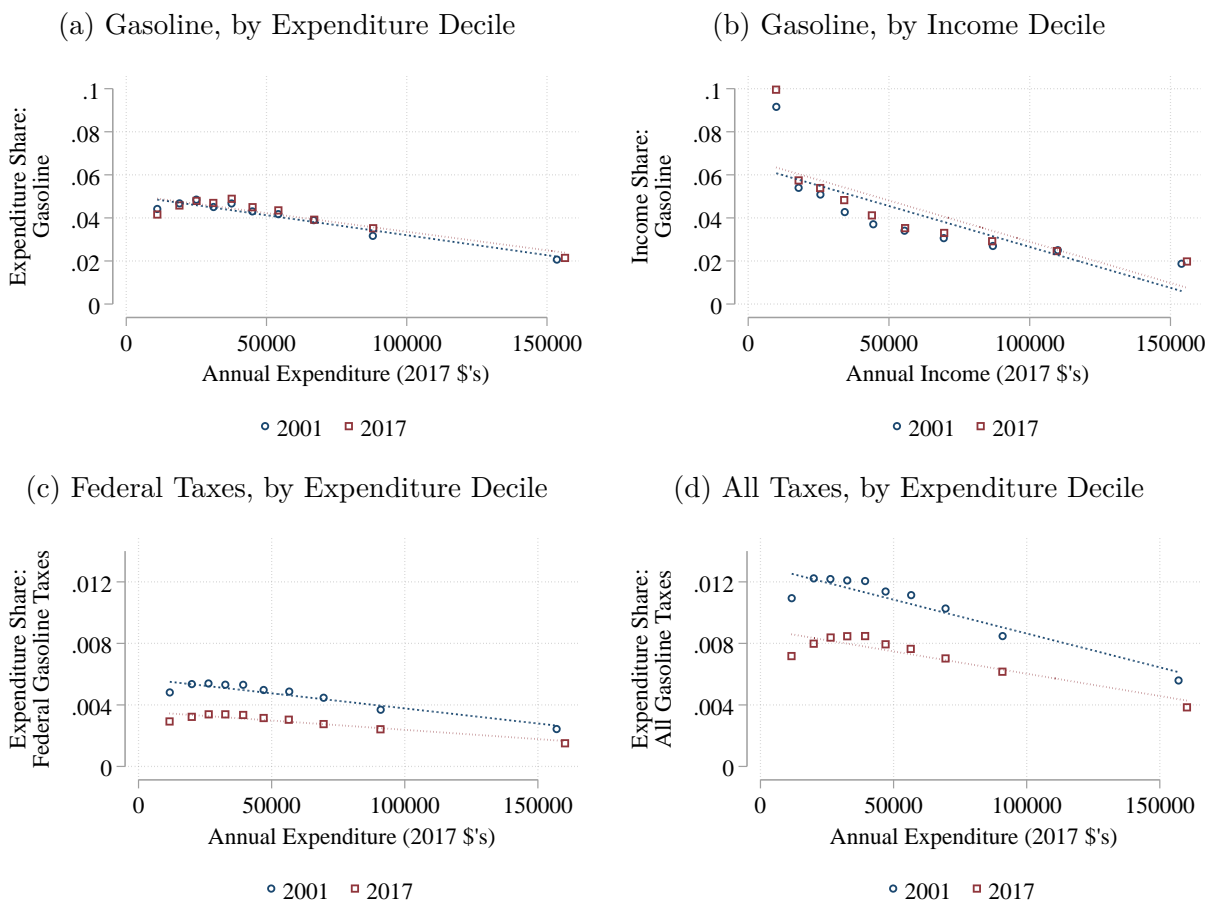 (a) Gasoline, by Expenditure Decile
Expenditure Share:
Gasoline
.1
.08
.06
.04
.02
0
0 50000 100000 150000
Annual Expenditure (2017 $'s)
2001 2017
(b) Gasoline, by Income Decile
Income Share:
Gasoline
.1
.08
.06
.04
.02
0
0 50000 100000 150000
Annual Income (2017 $'s)
2001 2017
(c) Federal Taxes, by Expenditure Decile
Expenditure Share:
Federal Gasoline Taxes
.012
.008
.004
0
0 50000 100000 150000
Annual Expenditure (2017 $'s)
2001 2017
(d) All Taxes, by Expenditure Decile
Expenditure Share:
All Gasoline Taxes
.012
.008
.004
0
0 50000 100000 150000
Annual Expenditure (2017 $'s)
2001 2017